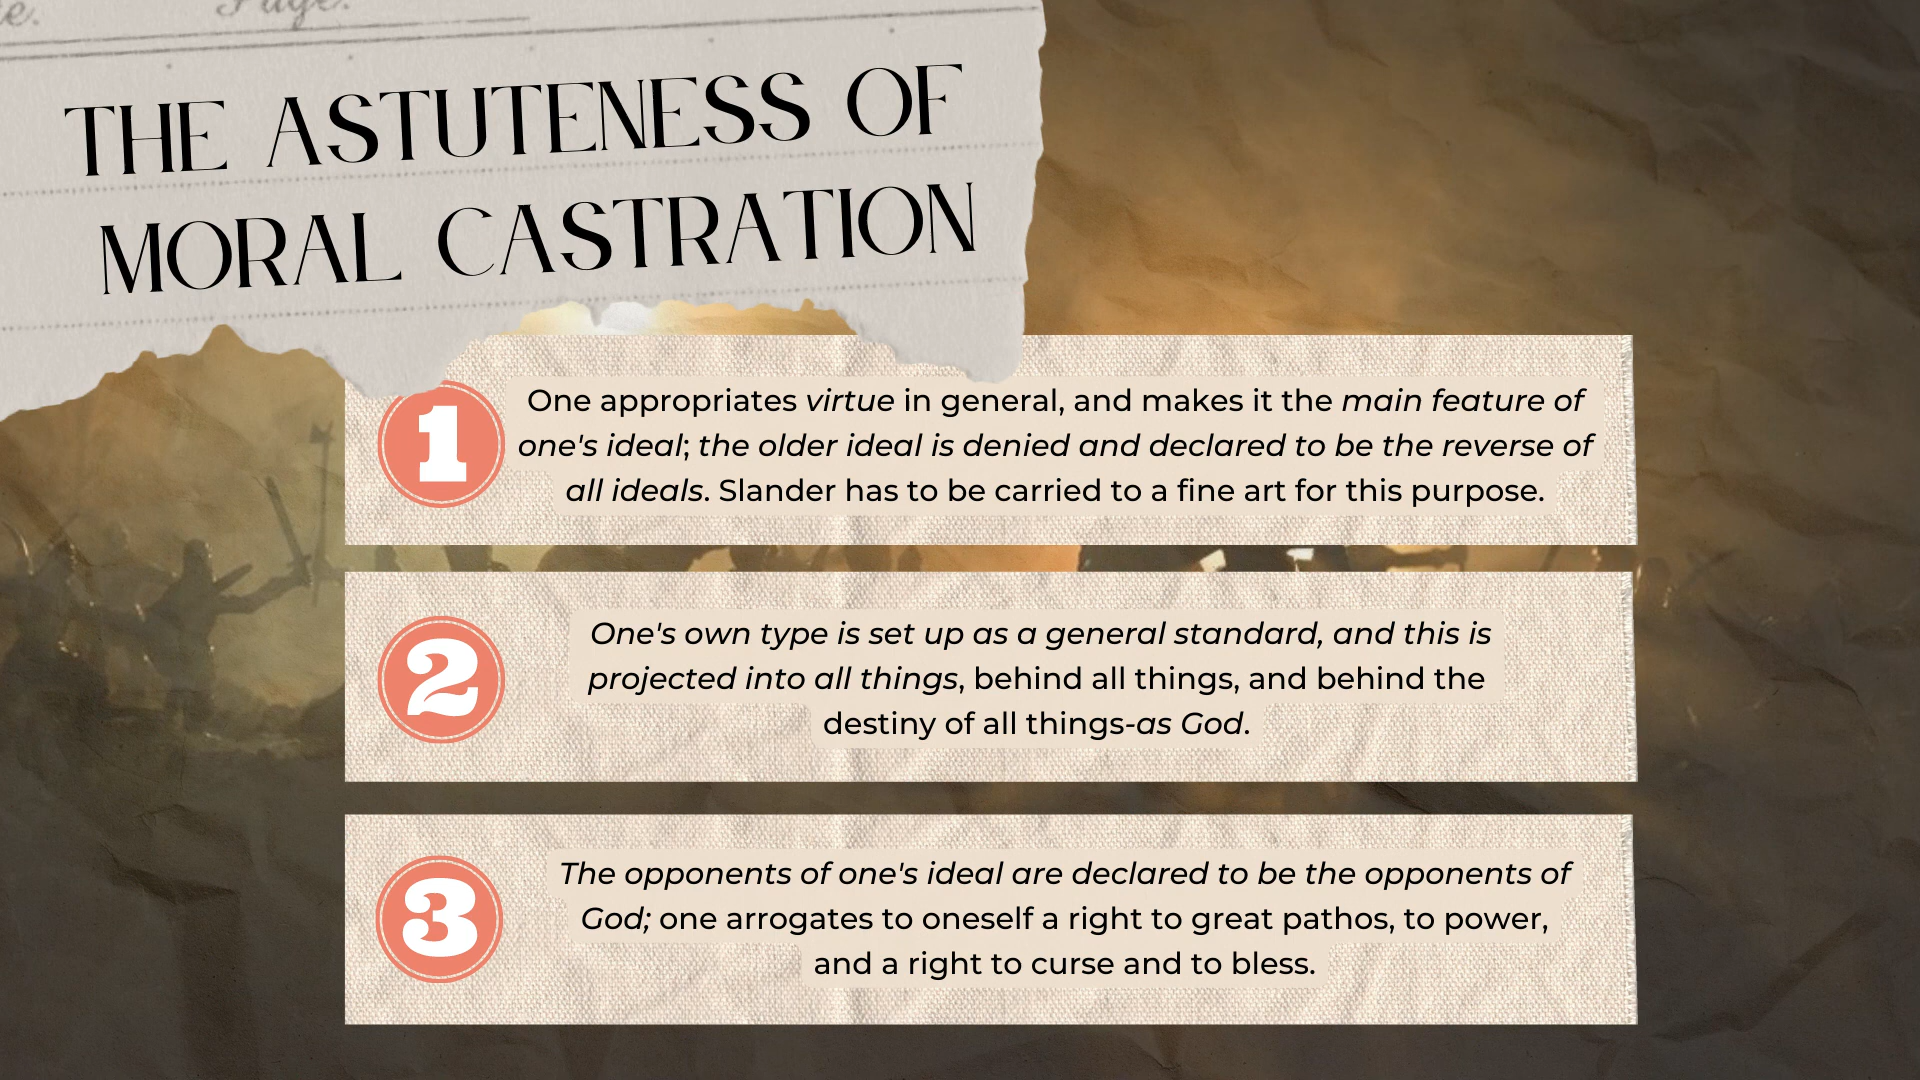 Page.
THE ASTUTENESS OF
MORAL CASTRATION
1
One appropriates virtue in general, and makes it the main feature of
one's ideal; the older ideal is denied and declared to be the reverse of
all ideals. Slander has to be carried to a fine art for this purpose.
2
One's own type is set up as a general standard, and this is
projected into all things, behind all things, and behind the
destiny of all things-as God.
3
The opponents of one's ideal are declared to be the opponents of
God; one arrogates to oneself a right to great pathos, to power,
and a right to curse and to bless.